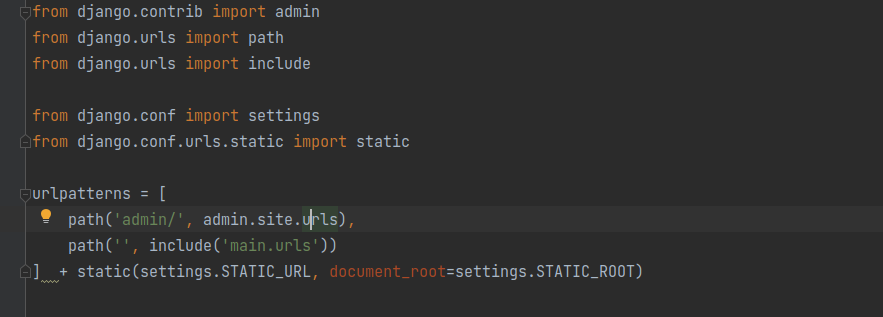 from django.contrib import admin
from django.urls import path
from django.urls import include
from django.conf import settings
from django.conf.urls.static import static
urlpatterns = [
    path('admin/', admin.site.urls),
    path('', include('main.urls'))
]  + static(settings.STATIC_URL, document_root=settings.STATIC_ROOT)